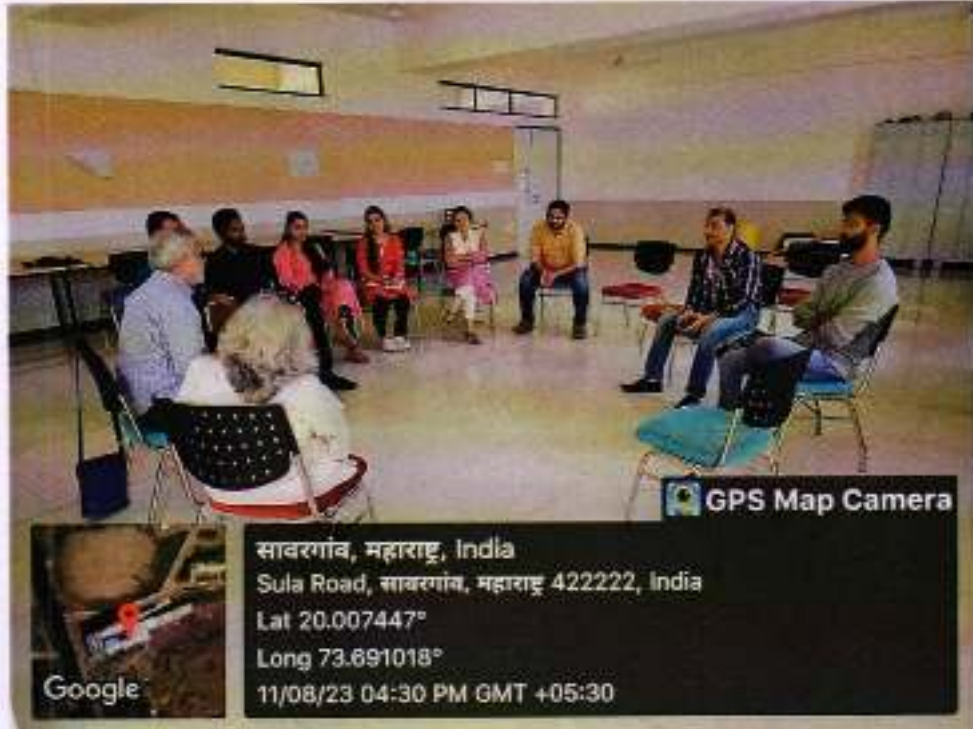 GPS Map Camera
सावरगांव, महाराष्ट्र, India
Sula Road, सावरगांव, महाराष्ट्र 422222, India
Lat 20.007447°
Long 73.691018°
11/08/23 04:30 PM GMT +05:30
Google